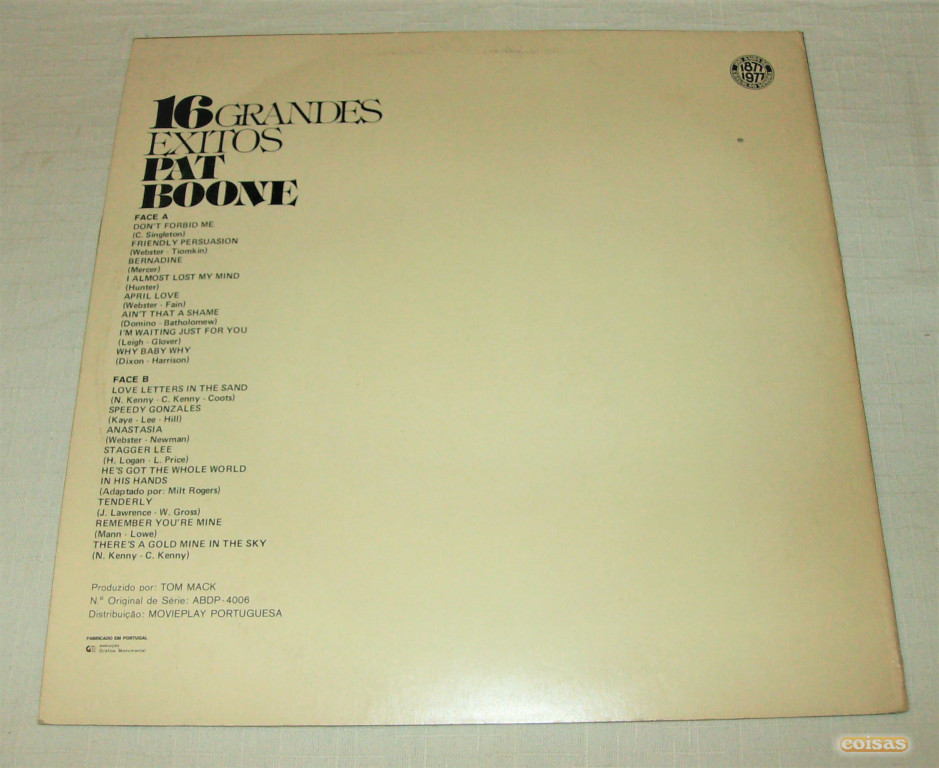 16 GRANDES
EXITOS
PAT
BOONE
1877
1977
FACE A
DON'T FORBID ME
(C. Singleton)
FRIENDLY PERSUASION
(Webster - Tiomkin)
BERNADINE
(Mercer)
I ALMOST LOST MY MIND
(Hunter)
APRIL LOVE
(Webster - Fain)
AIN'T THAT A SHAME
(Domino - Batholomew)
I'M WAITING JUST FOR YOU
(Leigh - Glover)
WHY BABY WHY
(Dixon - Harrison)
FACE B
LOVE LETTERS IN THE SAND
(N. Kenny - C. Kenny - Coots)
SPEEDY GONZALES
(Kaye - Lee - Hill)
ANASTASIA
(Webster - Newman)
STAGGER LEE
(H. Logan - L. Price)
HE'S GOT THE WHOLE WORLD
IN HIS HANDS
(Adaptado por: Milt Rogers)
TENDERLY
(J. Lawrence - W. Gross)
REMEMBER YOU'RE MINE
(Mann - Lowe)
THERE'S A GOLD MINE IN THE SKY
(N. Kenny - C. Kenny)
Produzido por: TOM MACK
N.º Original de Série: ABDP-4006
Distribuição: MOVIEPLAY PORTUGUESA
FABRICADO EM PORTUGAL
Gráfica Monumental
coisas